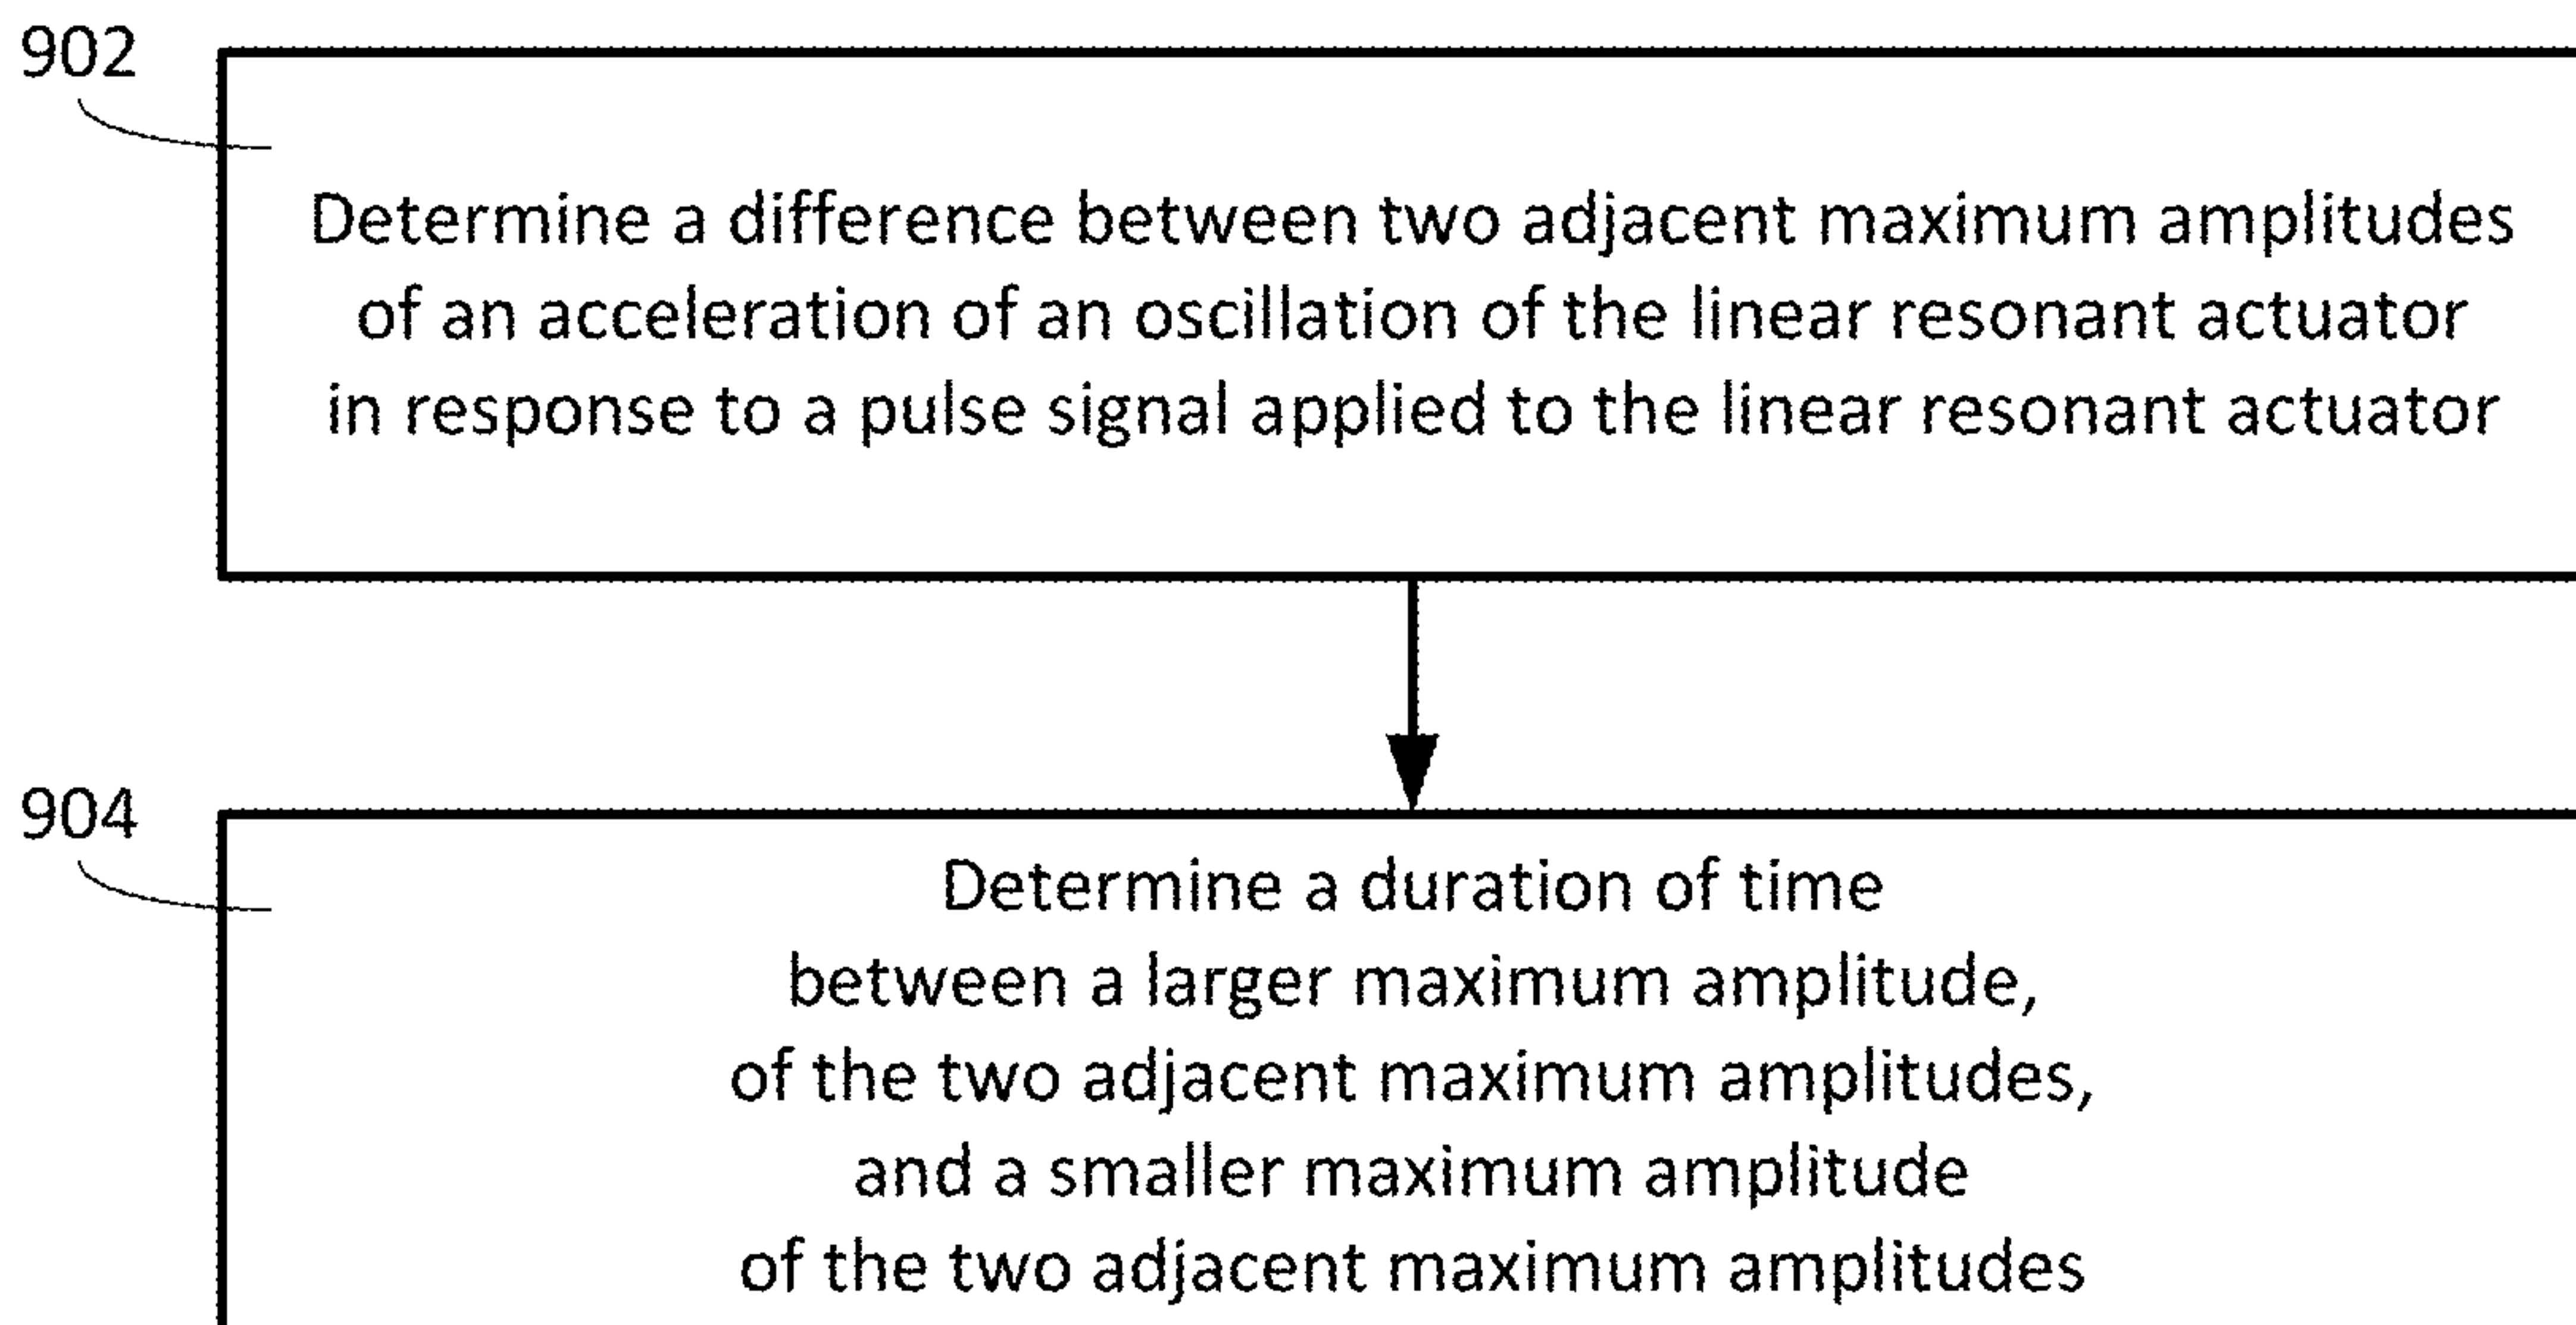 902
Determine a difference between two adjacent maximum amplitudes
of an acceleration of an oscillation of the linear resonant actuator
in response to a pulse signal applied to the linear resonant actuator
904
Determine a duration of time
between a larger maximum amplitude,
of the two adjacent maximum amplitudes,
and a smaller maximum amplitude
of the two adjacent maximum amplitudes